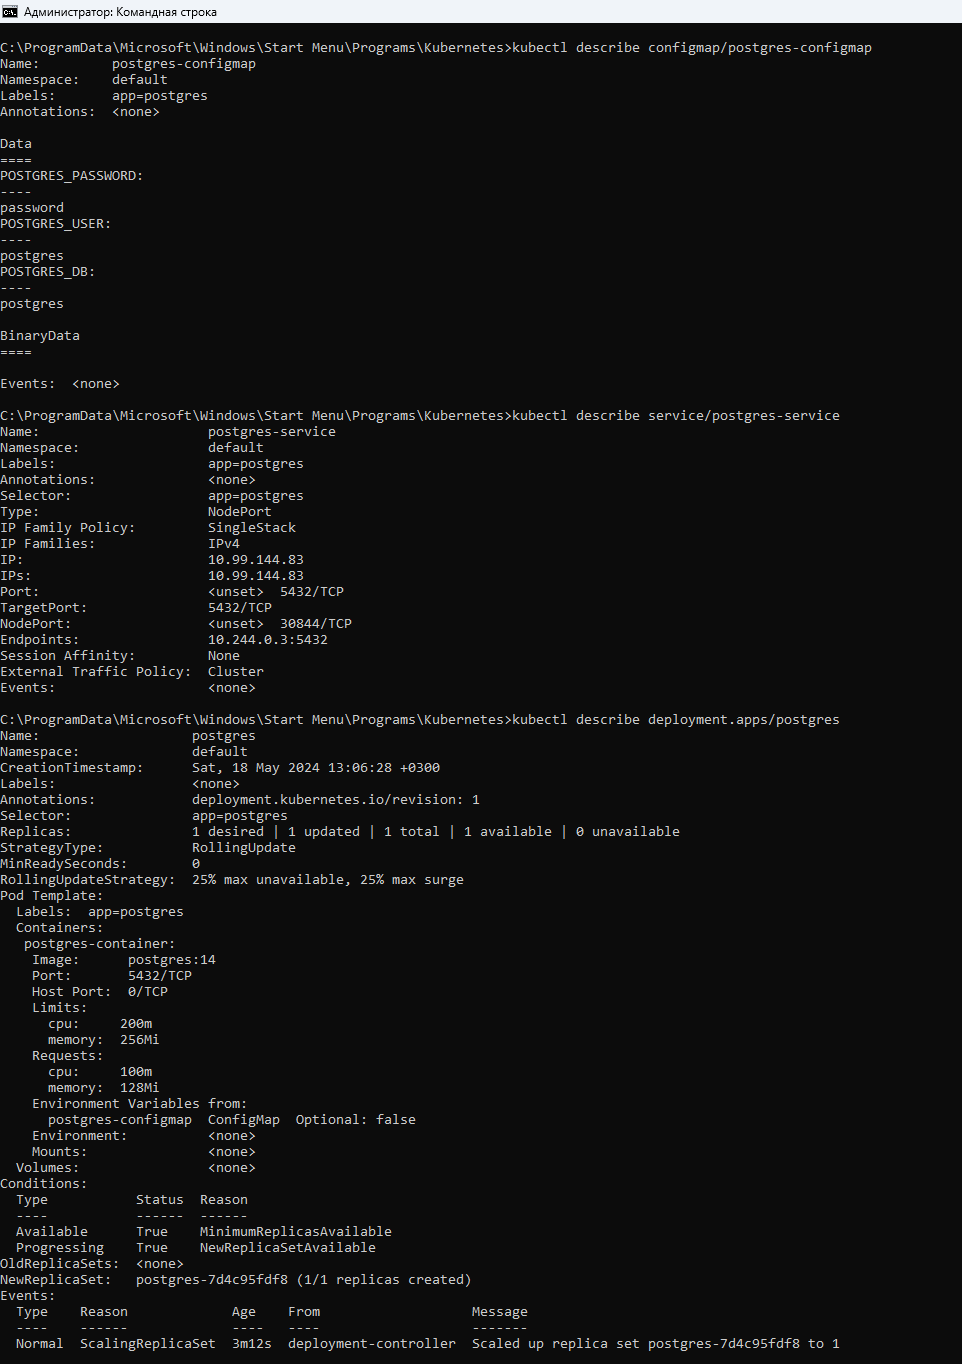 Администратор: Командная строка
C:\ProgramData\Microsoft\Windows\Start Menu\Programs\Kubernetes>kubectl describe configmap/postgres-configmap
Name:         postgres-configmap
Namespace:    default
Labels:       app=postgres
Annotations:  <none>

Data
====
POSTGRES_PASSWORD:
----
password
POSTGRES_USER:
----
postgres
POSTGRES_DB:
----
postgres

BinaryData
====

Events:  <none>

C:\ProgramData\Microsoft\Windows\Start Menu\Programs\Kubernetes>kubectl describe service/postgres-service
Name:                     postgres-service
Namespace:                default
Labels:                   app=postgres
Annotations:              <none>
Selector:                 app=postgres
Type:                     NodePort
IP Family Policy:         SingleStack
IP Families:              IPv4
IP:                       10.99.144.83
IPs:                      10.99.144.83
Port:                     <unset>  5432/TCP
TargetPort:               5432/TCP
NodePort:                 <unset>  30844/TCP
Endpoints:                10.244.0.3:5432
Session Affinity:         None
External Traffic Policy:  Cluster
Events:                   <none>

C:\ProgramData\Microsoft\Windows\Start Menu\Programs\Kubernetes>kubectl describe deployment.apps/postgres
Name:                   postgres
Namespace:              default
CreationTimestamp:      Sat, 18 May 2024 13:06:28 +0300
Labels:                 <none>
Annotations:            deployment.kubernetes.io/revision: 1
Selector:               app=postgres
Replicas:               1 desired | 1 updated | 1 total | 1 available | 0 unavailable
StrategyType:           RollingUpdate
MinReadySeconds:        0
RollingUpdateStrategy:  25% max unavailable, 25% max surge
Pod Template:
  Labels:  app=postgres
  Containers:
   postgres-container:
    Image:      postgres:14
    Port:       5432/TCP
    Host Port:  0/TCP
    Limits:
      cpu:     200m
      memory:  256Mi
    Requests:
      cpu:     100m
      memory:  128Mi
    Environment Variables from:
      postgres-configmap  ConfigMap  Optional: false
    Environment:          <none>
    Mounts:               <none>
  Volumes:                <none>
Conditions:
  Type           Status  Reason
  ----           ------  ------
  Available      True    MinimumReplicasAvailable
  Progressing    True    NewReplicaSetAvailable
OldReplicaSets:  <none>
NewReplicaSet:   postgres-7d4c95fdf8 (1/1 replicas created)
Events:
  Type    Reason             Age    From                   Message
  ----    ------             ----   ----                   -------
  Normal  ScalingReplicaSet  3m12s  deployment-controller  Scaled up replica set postgres-7d4c95fdf8 to 1